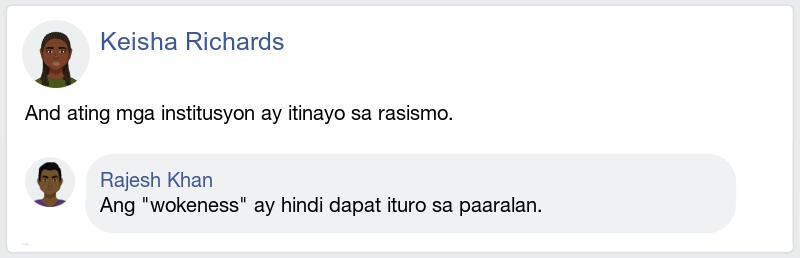 Keisha Richards
And ating mga institusyon ay itinayo sa rasismo.
Rajesh Khan
Ang "wokeness" ay hindi dapat ituro sa paaralan.